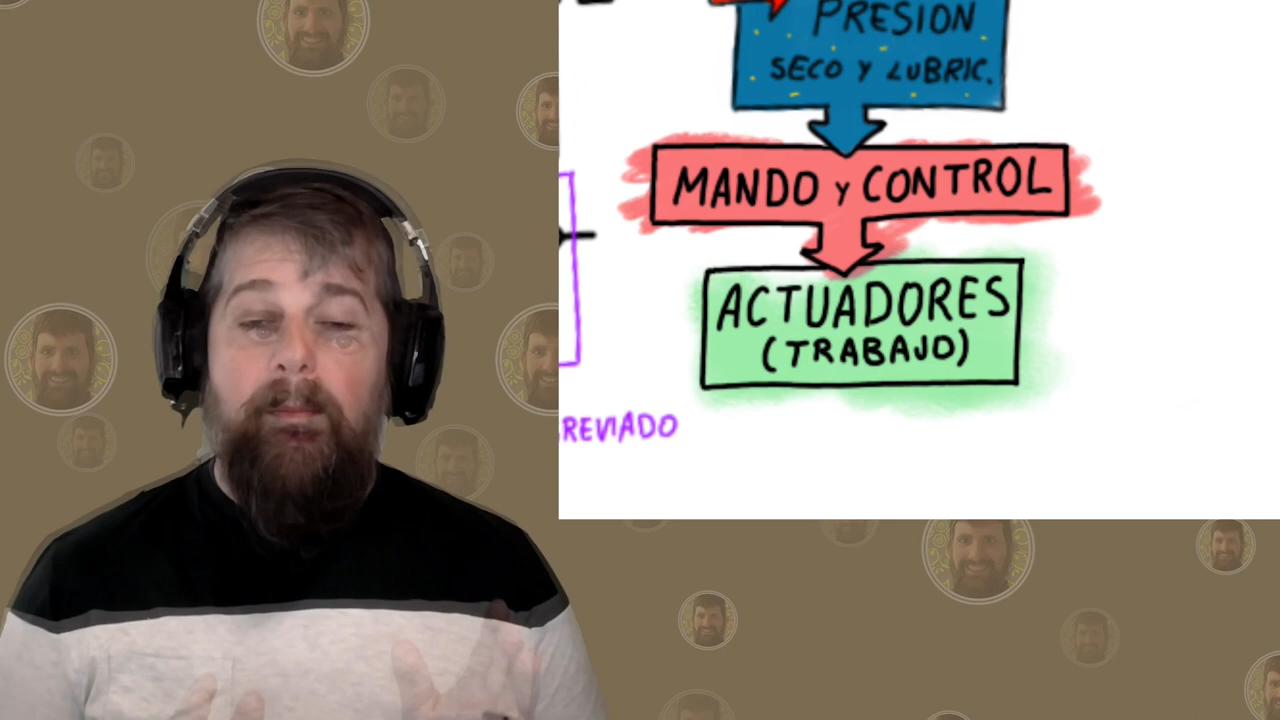 PRESION
SECO Y LUBRIC.
MANDO Y CONTROL
ACTUADORES
(TRABAJO)
REVIADO